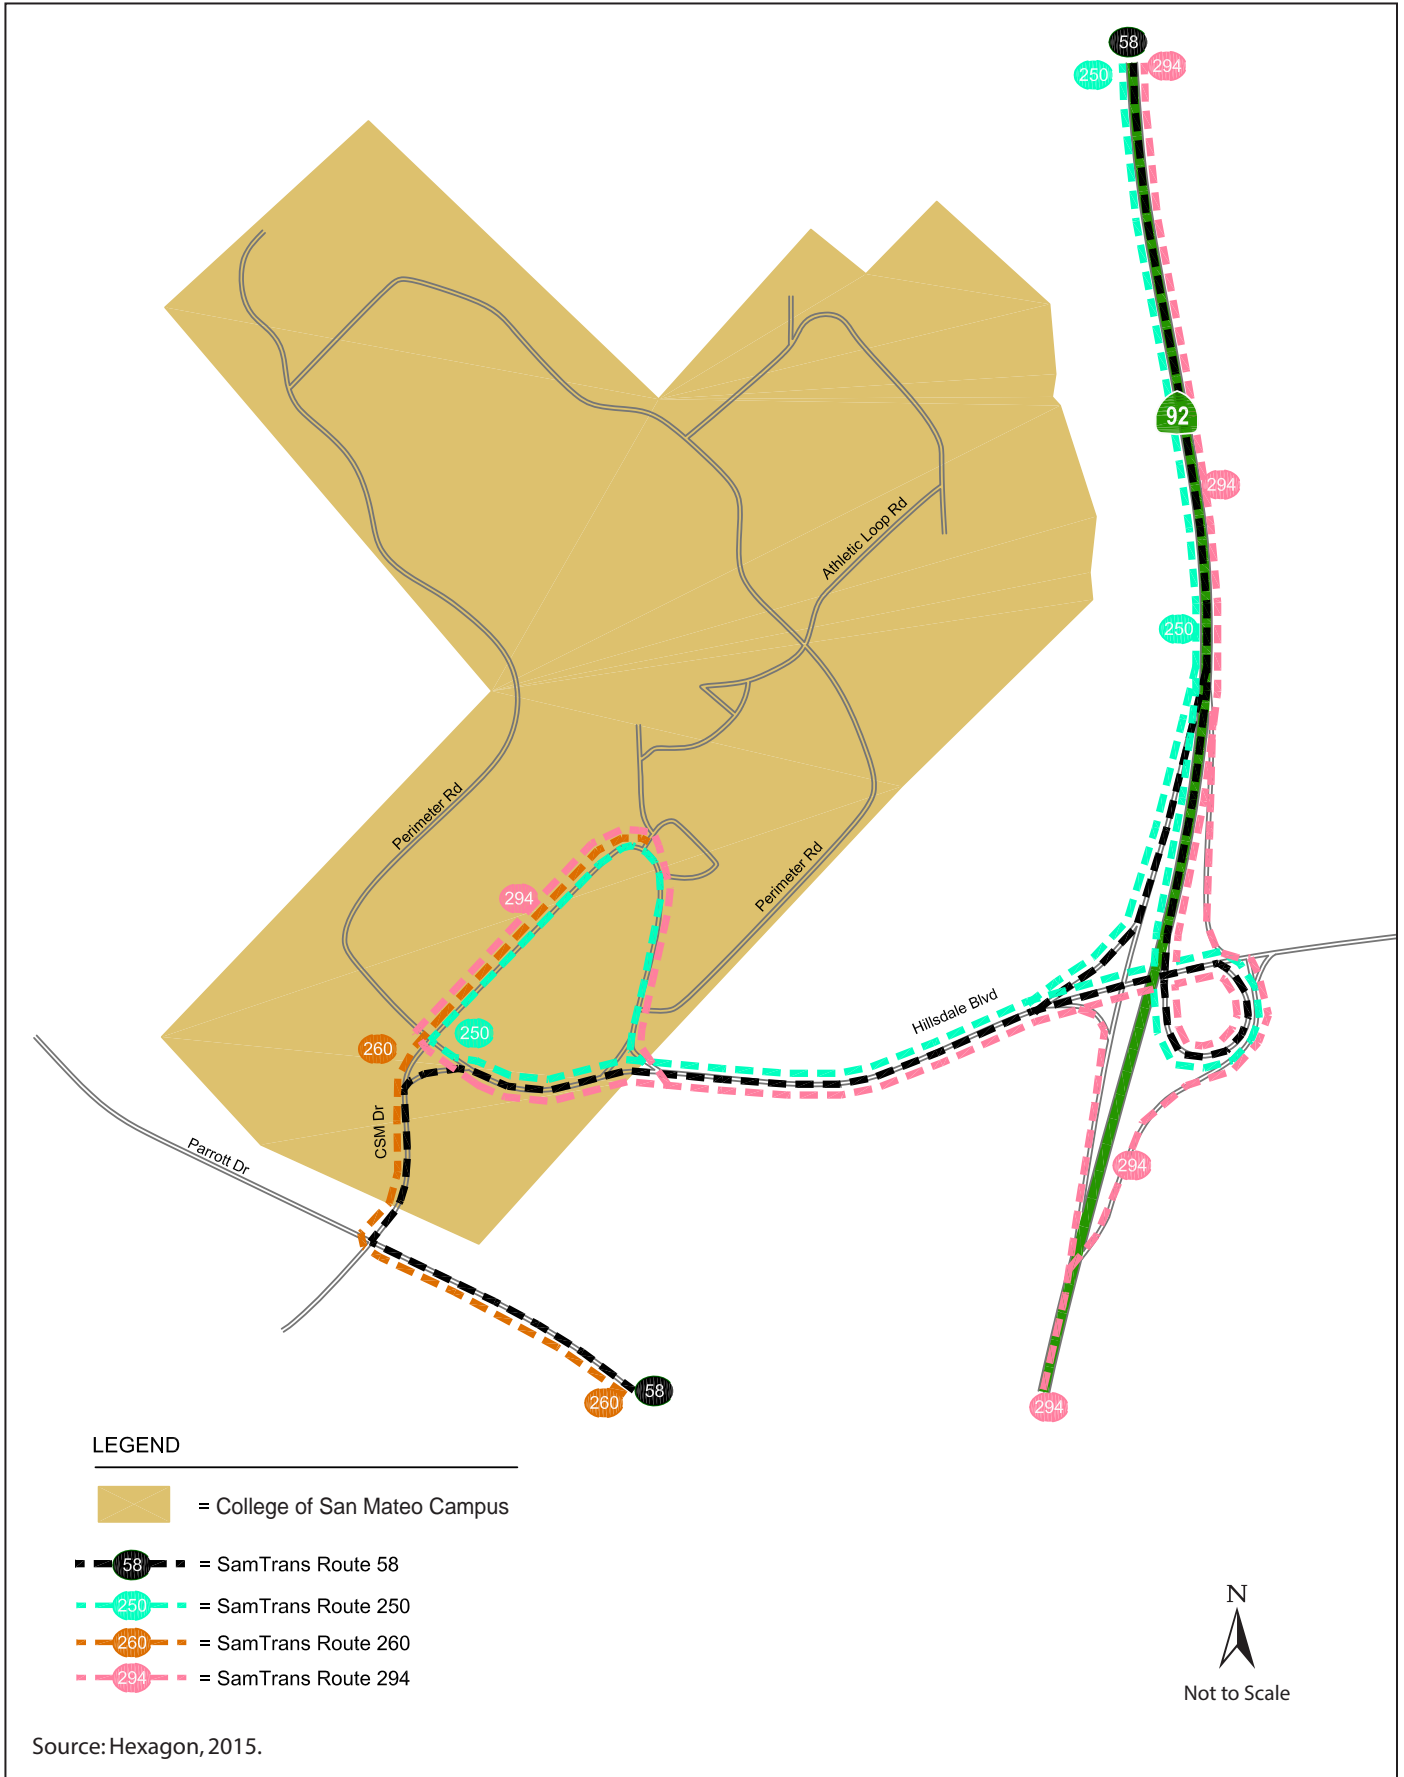 58
250
294
92
294
Athletic Loop Rd
250
Perimeter Rd
Perimeter Rd
294
Hillsdale Blvd
250
260
CSM Dr
Parrott Dr
294
58
260
294
LEGEND
= College of San Mateo Campus
58 = SamTrans Route 58
250 = SamTrans Route 250
260 = SamTrans Route 260
294 = SamTrans Route 294
N
Not to Scale
Source: Hexagon, 2015.